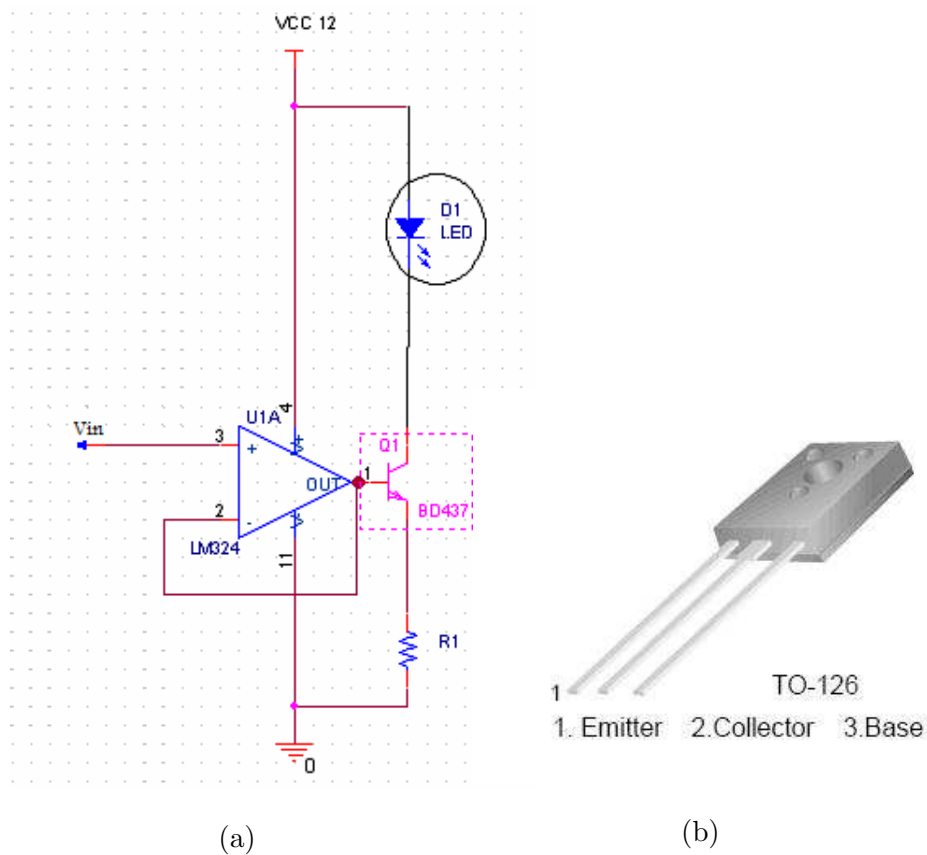 VCC 12
D1
LED
Vin
U1A
4
3
+
+
OUT
1
Q1
BD437
2
-
LM324
11
R1
0
1
TO-126
1. Emitter 2.Collector 3.Base
(a)
(b)